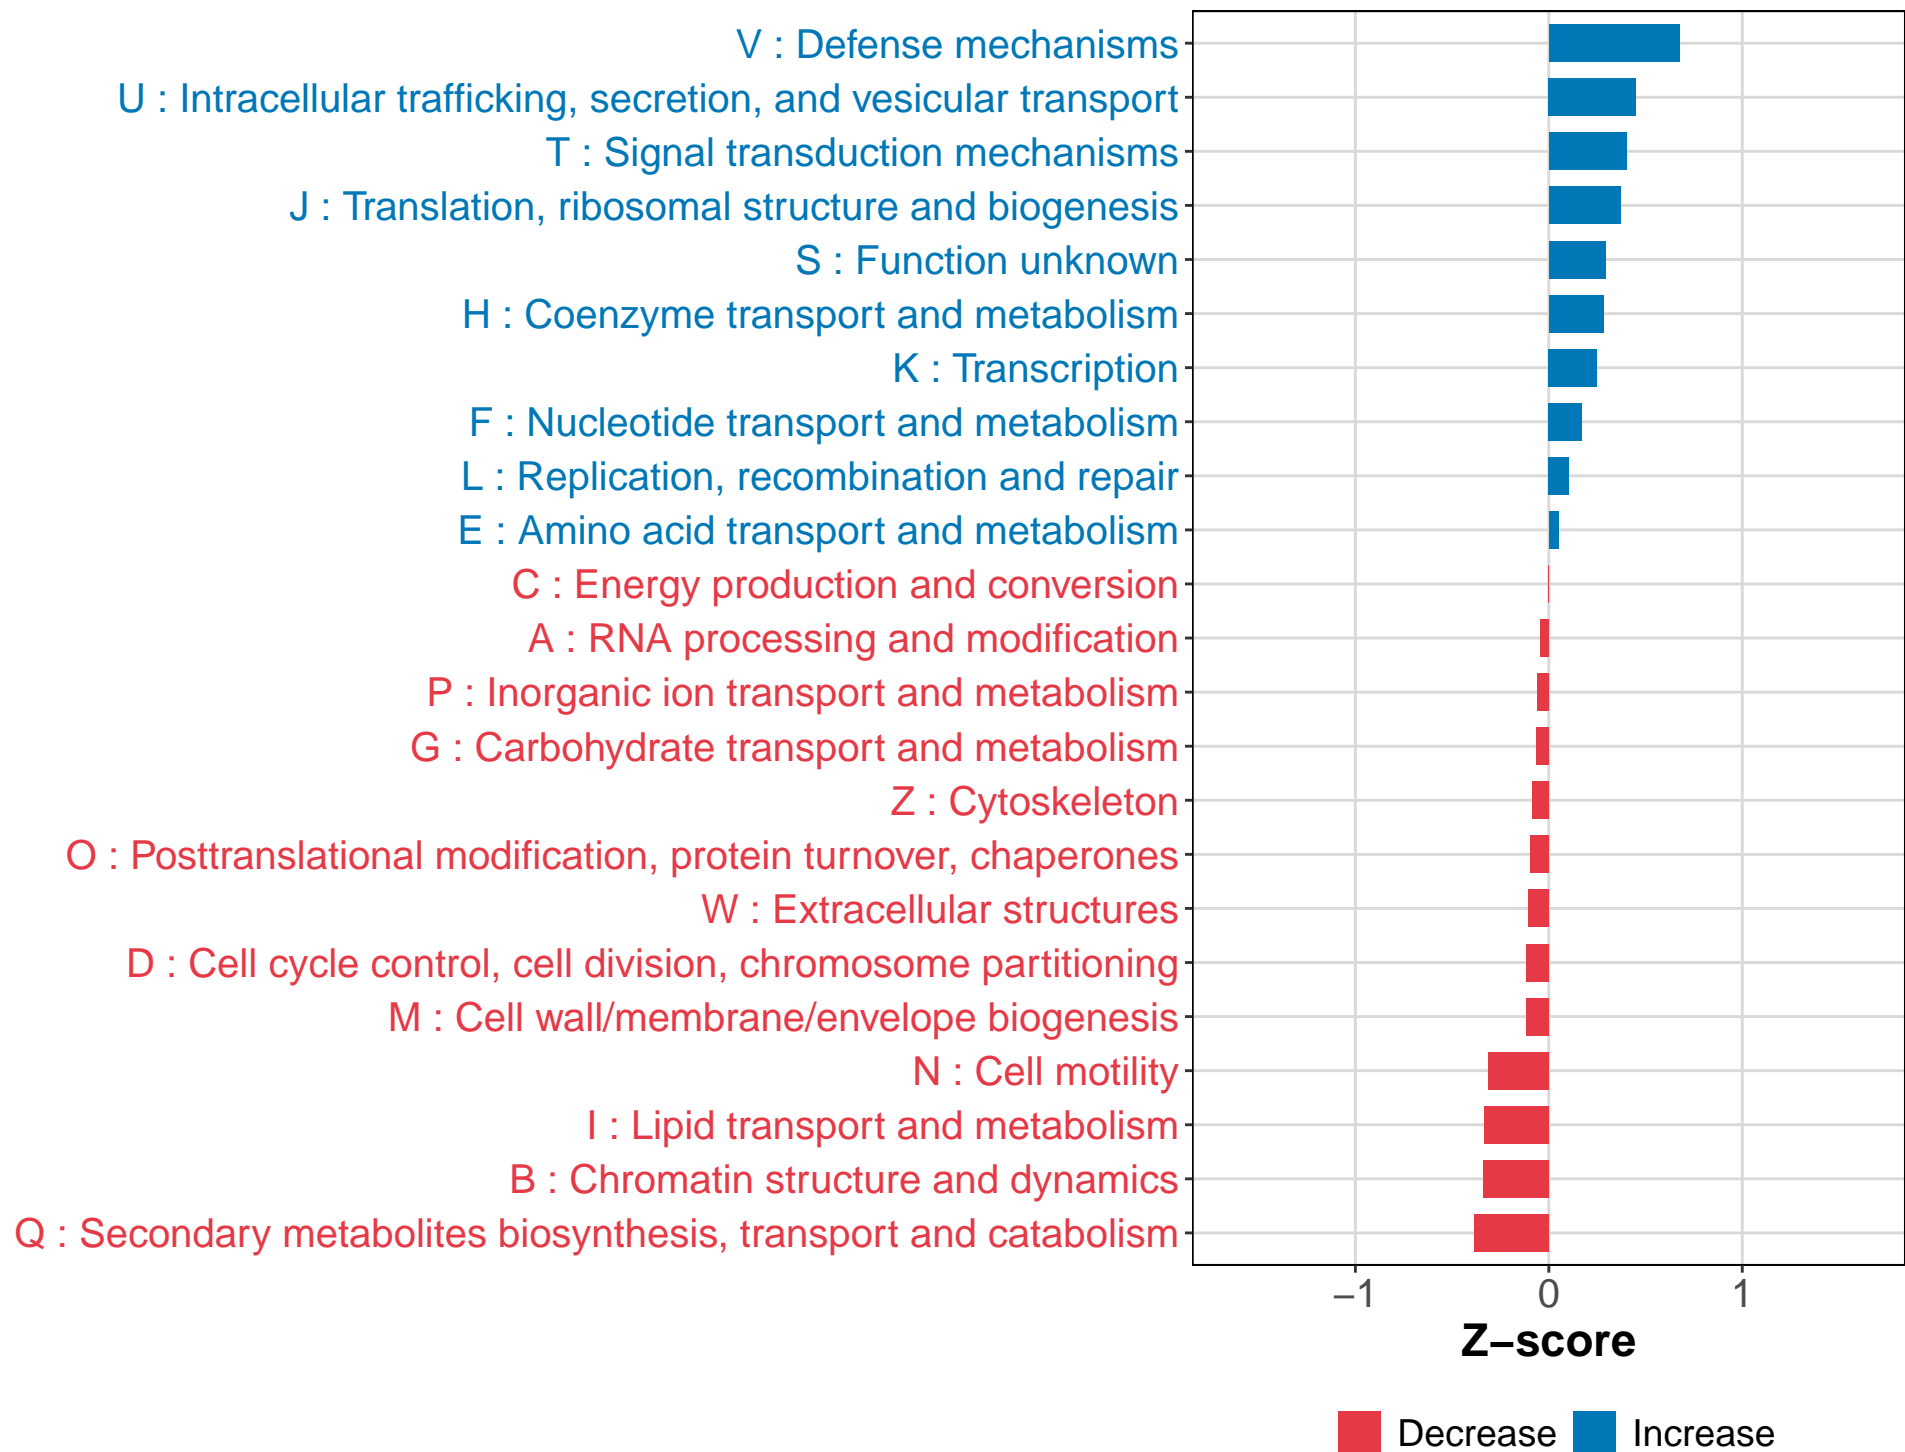 V : Defense mechanisms
U : Intracellular trafficking, secretion, and vesicular transport
T : Signal transduction mechanisms
J : Translation, ribosomal structure and biogenesis
S : Function unknown
H : Coenzyme transport and metabolism
K : Transcription
F : Nucleotide transport and metabolism
L : Replication, recombination and repair
E : Amino acid transport and metabolism
C : Energy production and conversion
A : RNA processing and modification
P : Inorganic ion transport and metabolism
G : Carbohydrate transport and metabolism
Z : Cytoskeleton
O : Posttranslational modification, protein turnover, chaperones
W : Extracellular structures
D : Cell cycle control, cell division, chromosome partitioning
M : Cell wall/membrane/envelope biogenesis
N : Cell motility
I : Lipid transport and metabolism
B : Chromatin structure and dynamics
Q : Secondary metabolites biosynthesis, transport and catabolism
−1 0 1
Z−score
Decrease Increase